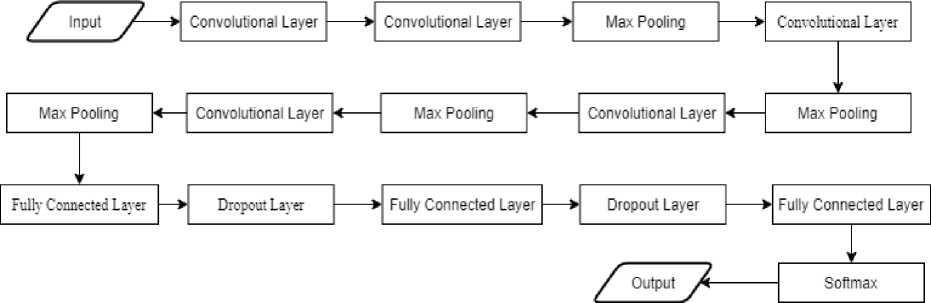 Input
Convolutional Layer
Convolutional Layer
Max Pooling
Convolutional Layer
Max Pooling
Convolutional Layer
Max Pooling
Convolutional Layer
Max Pooling
Fully Connected Layer
Dropout Layer
Fully Connected Layer
Dropout Layer
Fully Connected Layer
Softmax
Output